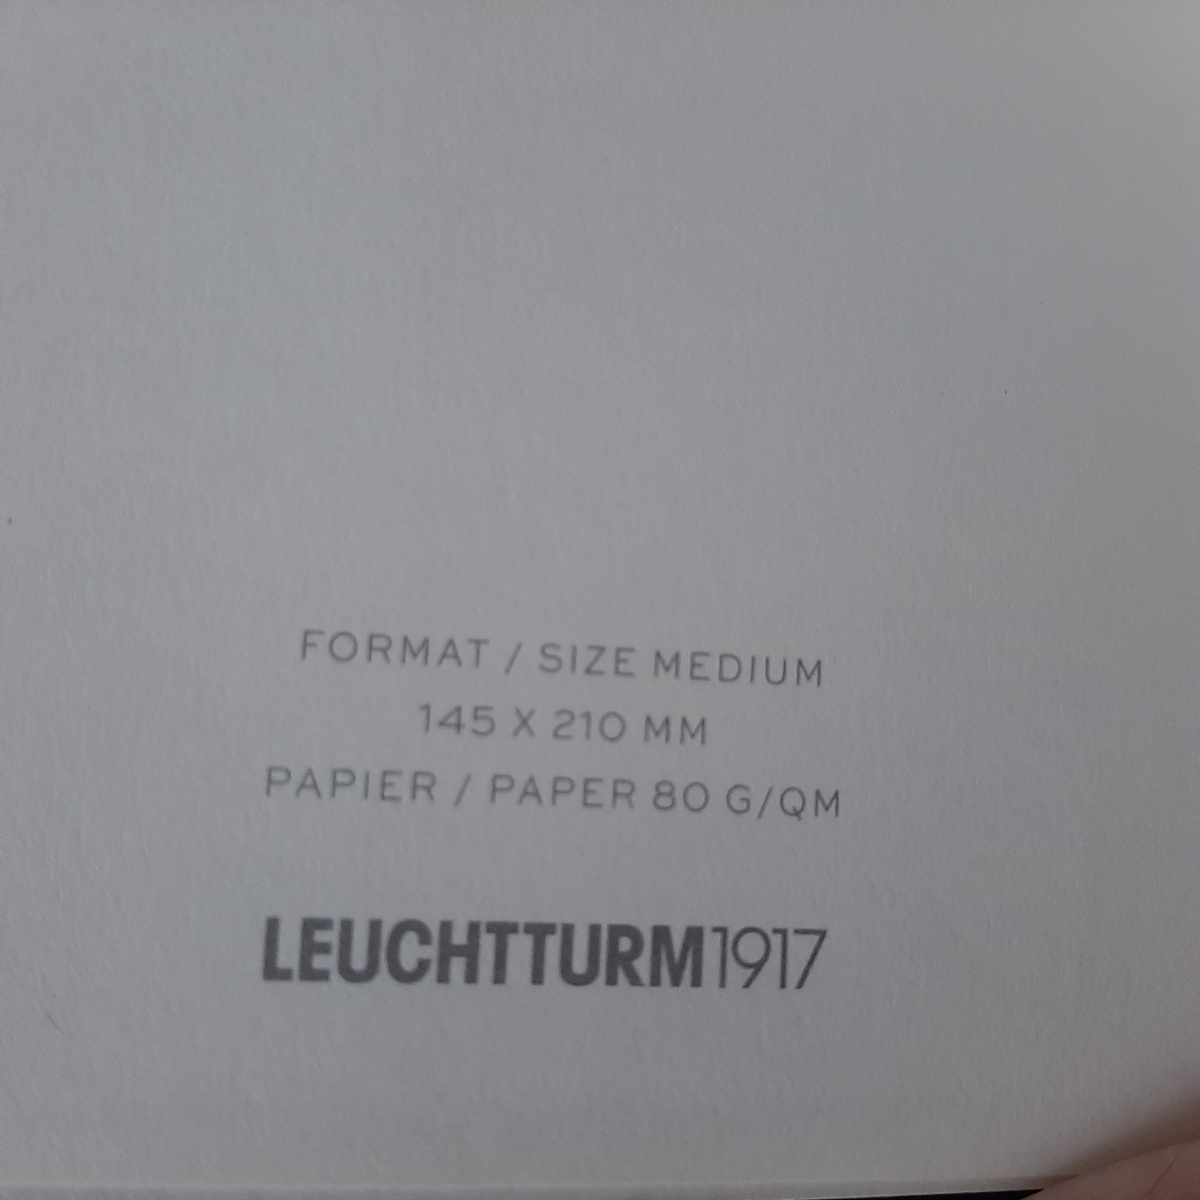 FORMAT / SIZE MEDIUM
145 X 210 MM
PAPIER / PAPER 80 G/QM
LEUCHTTURM1917